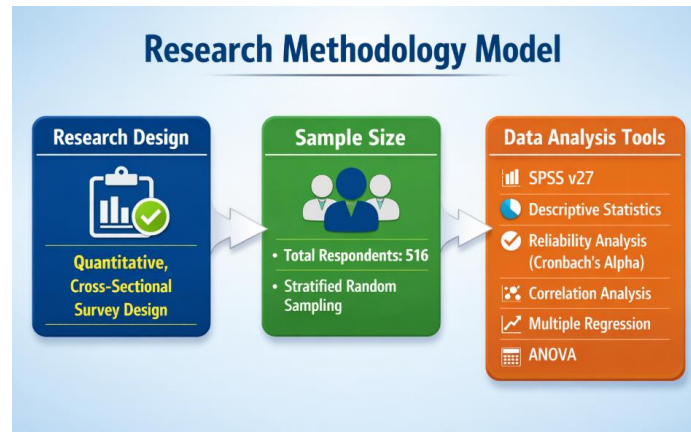 Research Methodology Model
Research Design
Quantitative,
Cross-Sectional
Survey Design
Sample Size
• Total Respondents: 516
• Stratified Random
Sampling
Data Analysis Tools
SPSS v27
Descriptive Statistics
Reliability Analysis
(Cronbach's Alpha)
Correlation Analysis
Multiple Regression
ANOVA